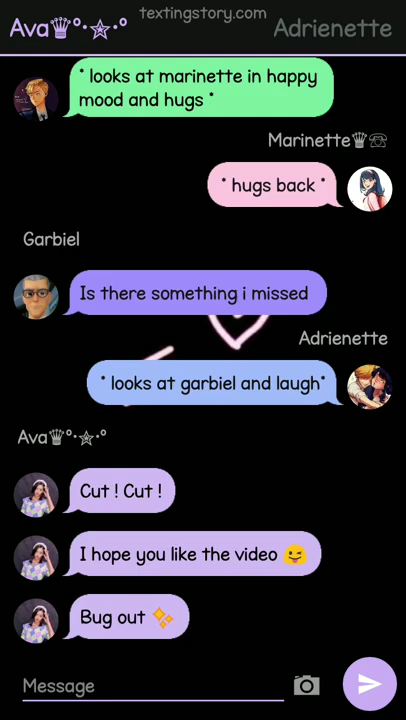 textingstory.com
Ava♛°·✮·°
Adrienette
* looks at marinette in happy
mood and hugs *
Marinette♛☏
* hugs back *
Garbiel
Is there something i missed
Adrienette
* looks at garbiel and laugh*
Ava♛°·✮·°
Cut ! Cut !
I hope you like the video 😜
Bug out ✨
Message